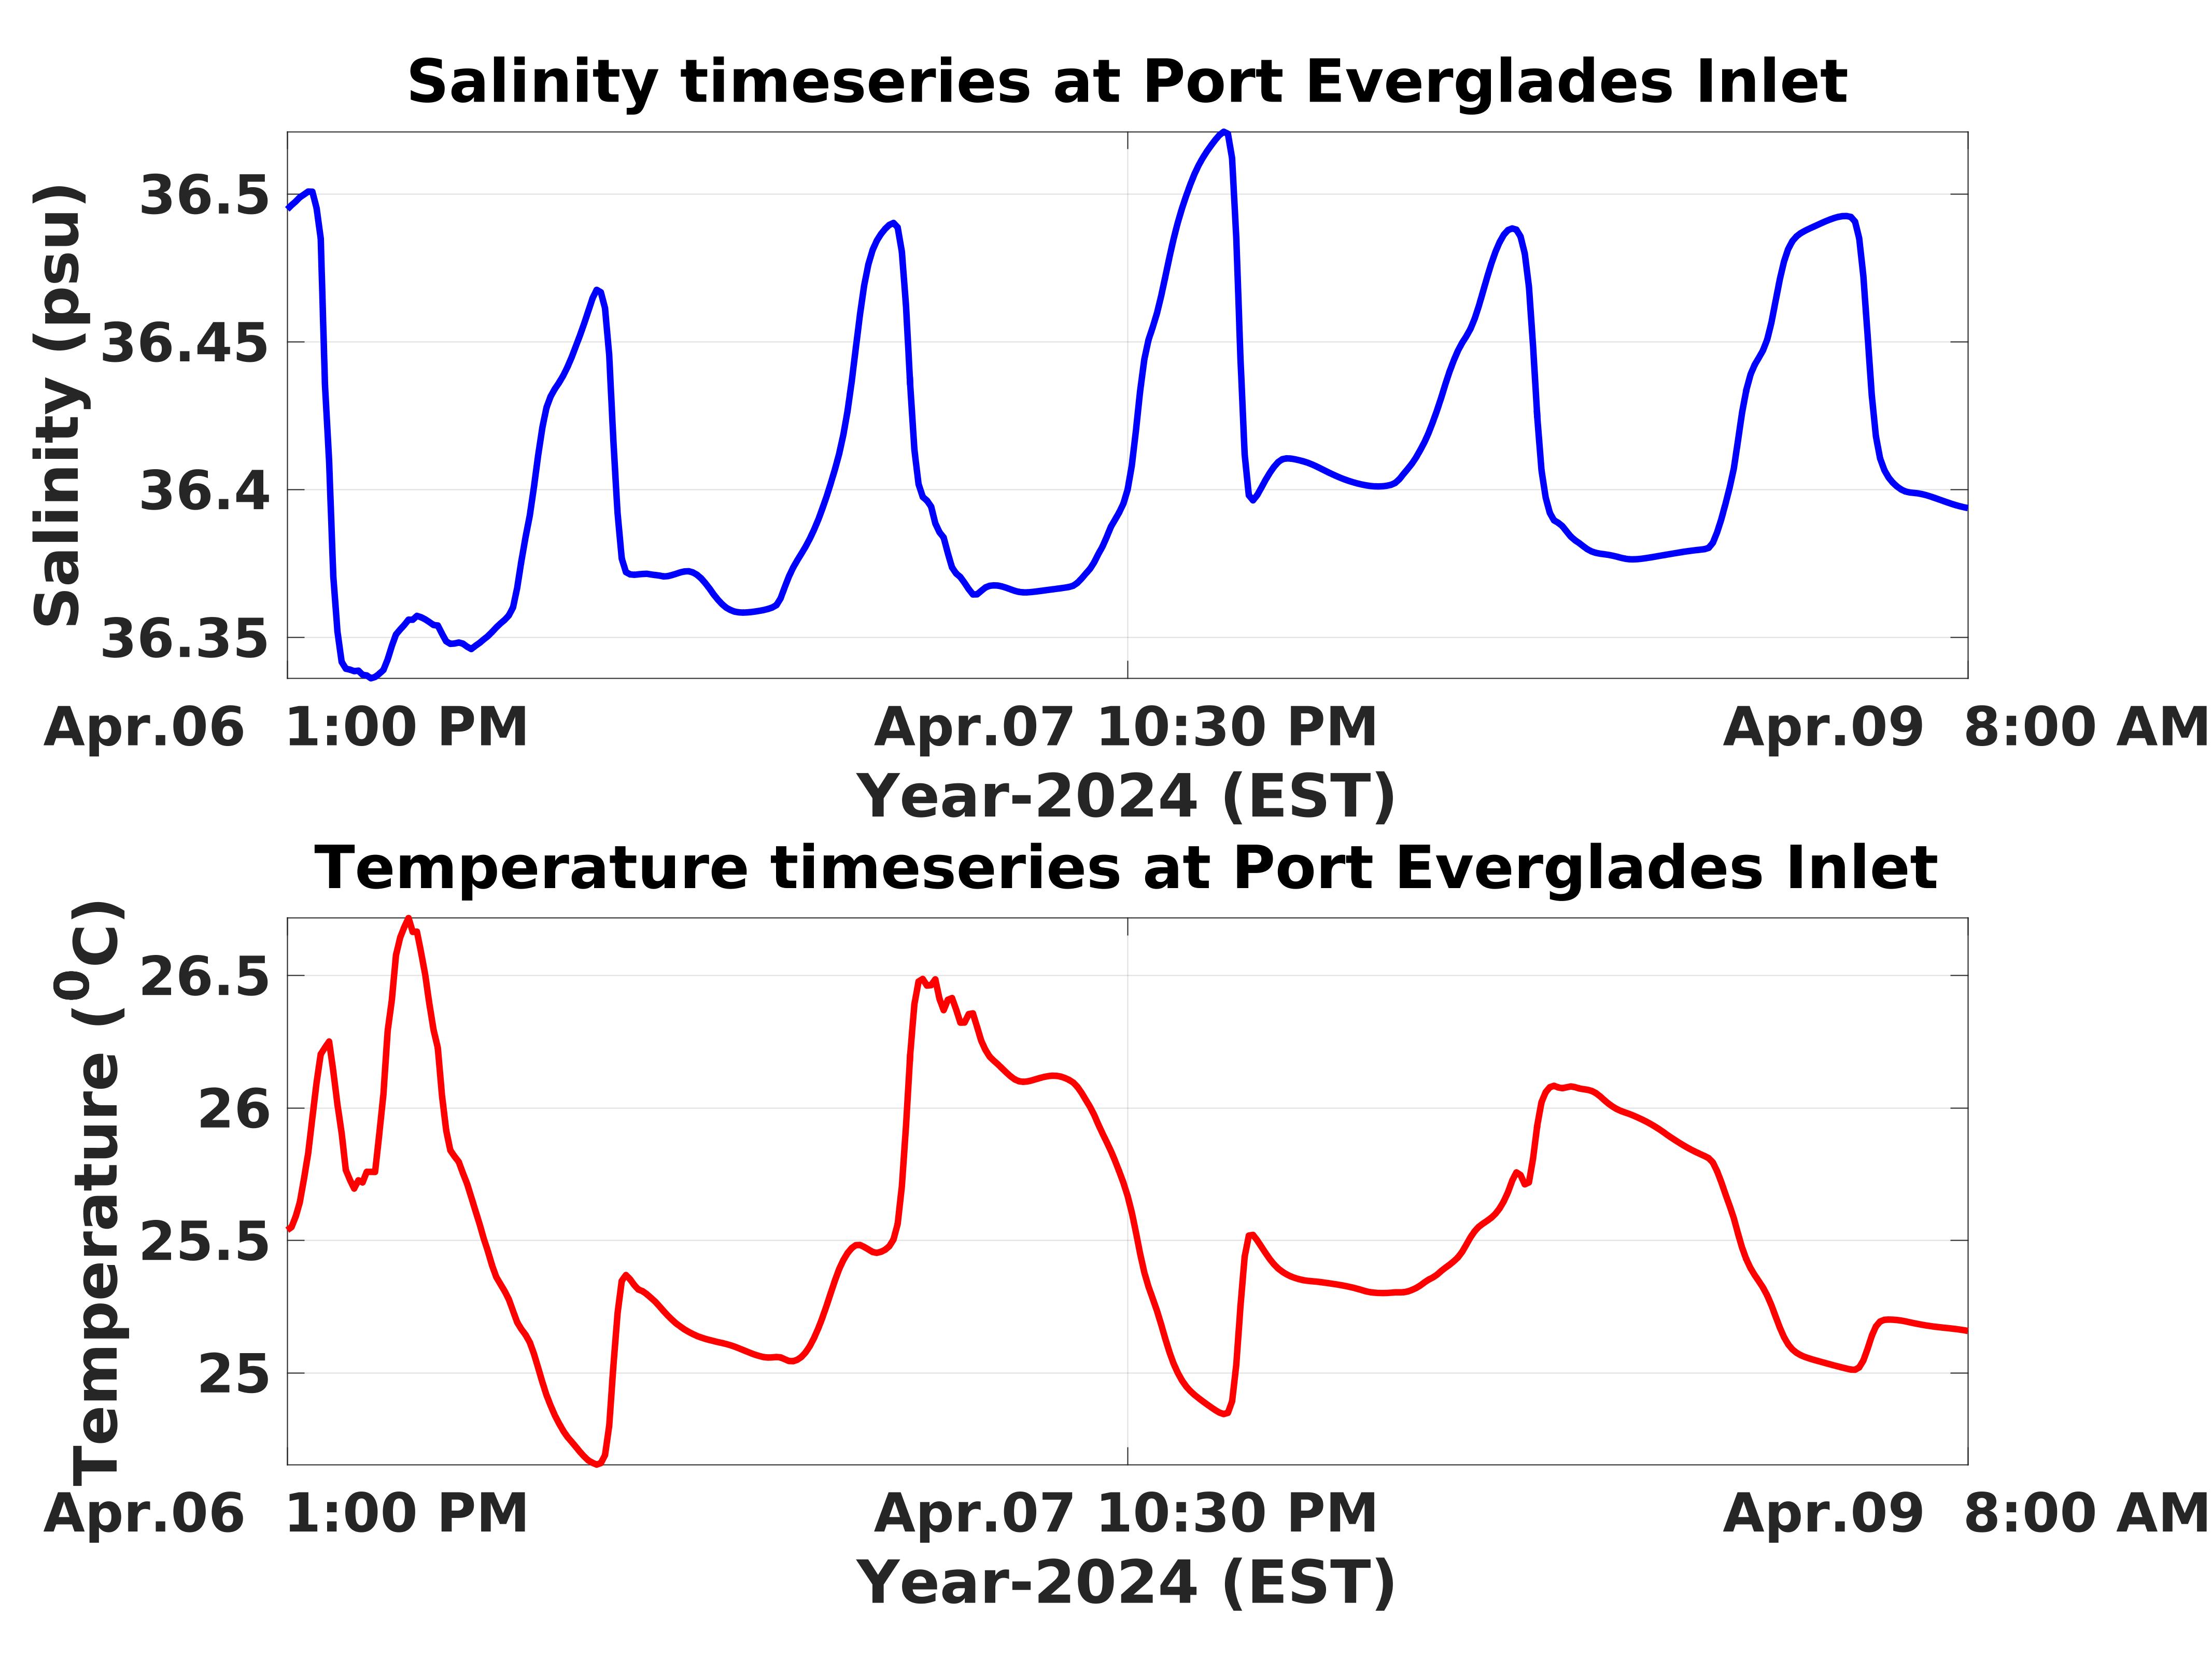 Salinity timeseries at Port Everglades Inlet
Salinity (psu)
36.5
36.45
36.4
36.35
Apr.06  1:00 PM
Apr.07 10:30 PM
Apr.09  8:00 AM
Year-2024 (EST)
Temperature timeseries at Port Everglades Inlet
Temperature (⁰C)
26.5
26
25.5
25
Apr.06  1:00 PM
Apr.07 10:30 PM
Apr.09  8:00 AM
Year-2024 (EST)